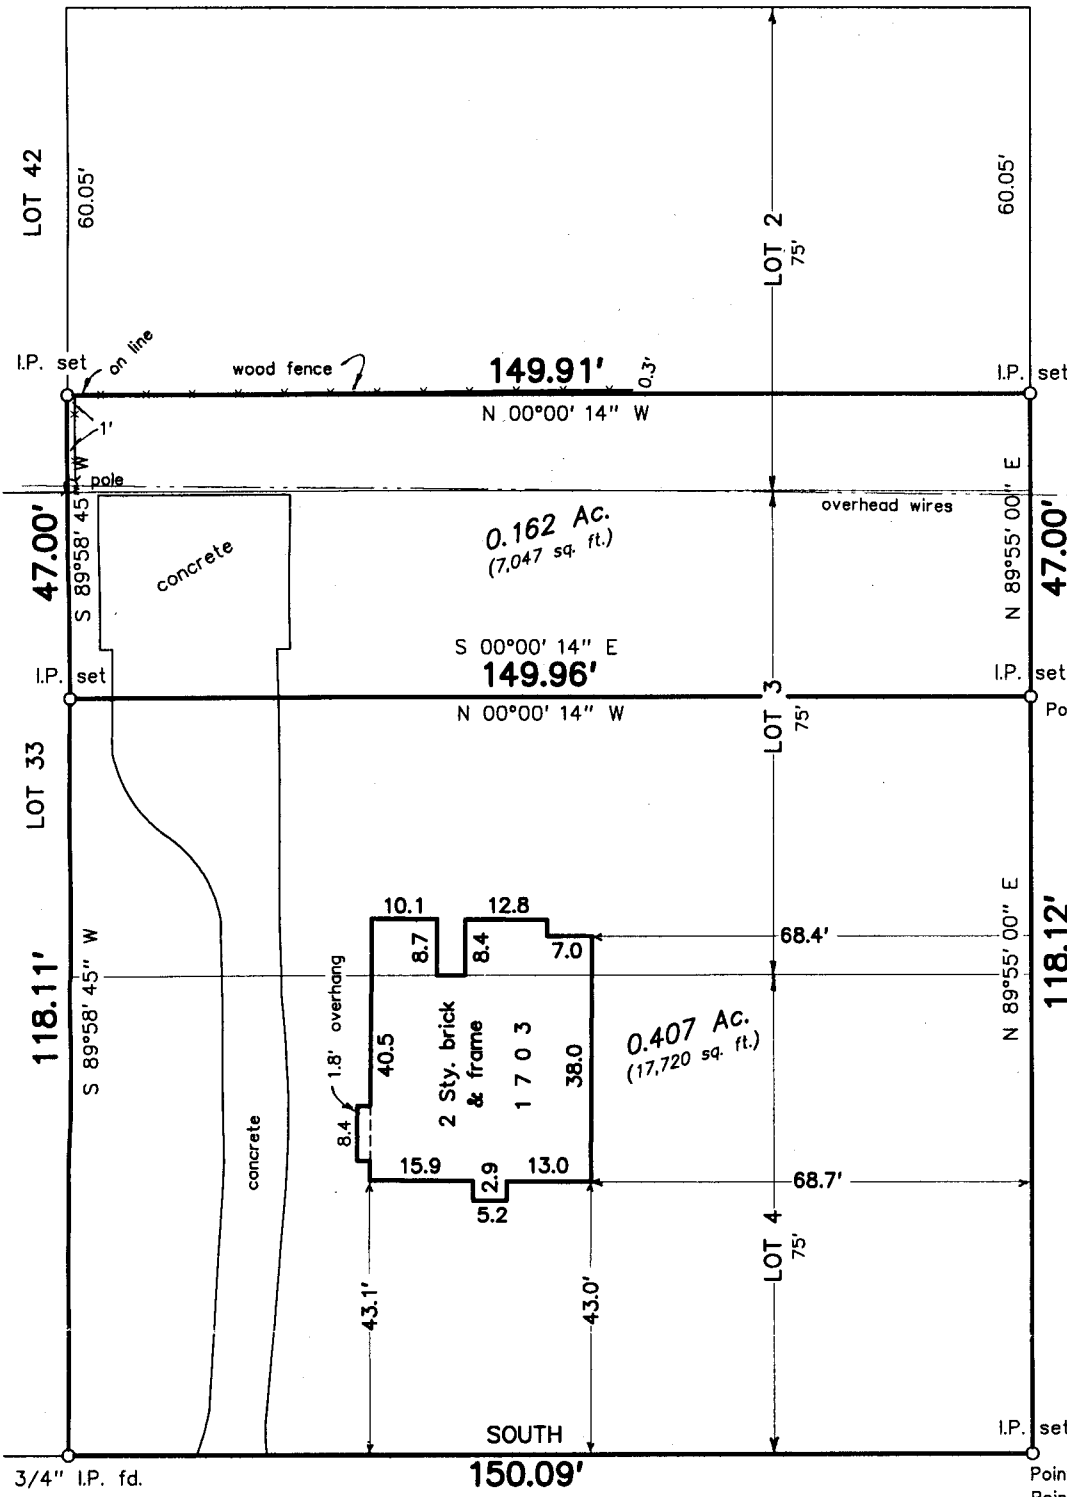 LOT 42
60.05'
60.05'
LOT 2
75'
I.P. set
on line
wood fence
149.91'
0.3'
I.P. set
N 00°00' 14" W
1'
pole
overhead wires
47.00'
S 89°58' 45" W
concrete
0.162 Ac.
(7,047 sq. ft.)
N 89°55' 00" E
47.00'
S 00°00' 14" E
149.96'
I.P. set
I.P. set
N 00°00' 14" W
Po
LOT 3
75'
LOT 33
118.11'
S 89°58' 45" W
10.1
12.8
8.7
8.4
7.0
68.4'
N 89°55' 00" E
118.12'
1.8' overhang
40.5
2 Sty. brick
& frame
1703
38.0
0.407 Ac.
(17,720 sq. ft.)
8.4
concrete
15.9
2.9
13.0
5.2
68.7'
LOT 4
75'
43.1'
43.0'
SOUTH
150.09'
I.P. set
3/4" I.P. fd.
Poin
Poin